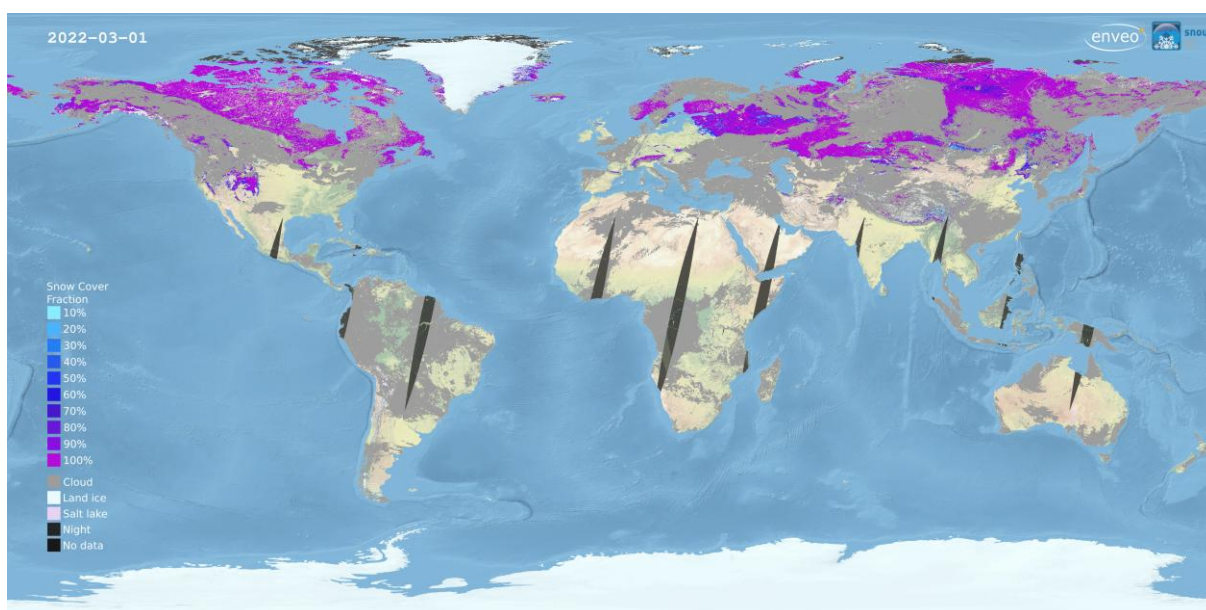 2022-03-01
enveo
snow
Snow Cover
Fraction
10%
20%
30%
40%
50%
60%
70%
80%
90%
100%
Cloud
Land ice
Salt lake
Night
No data